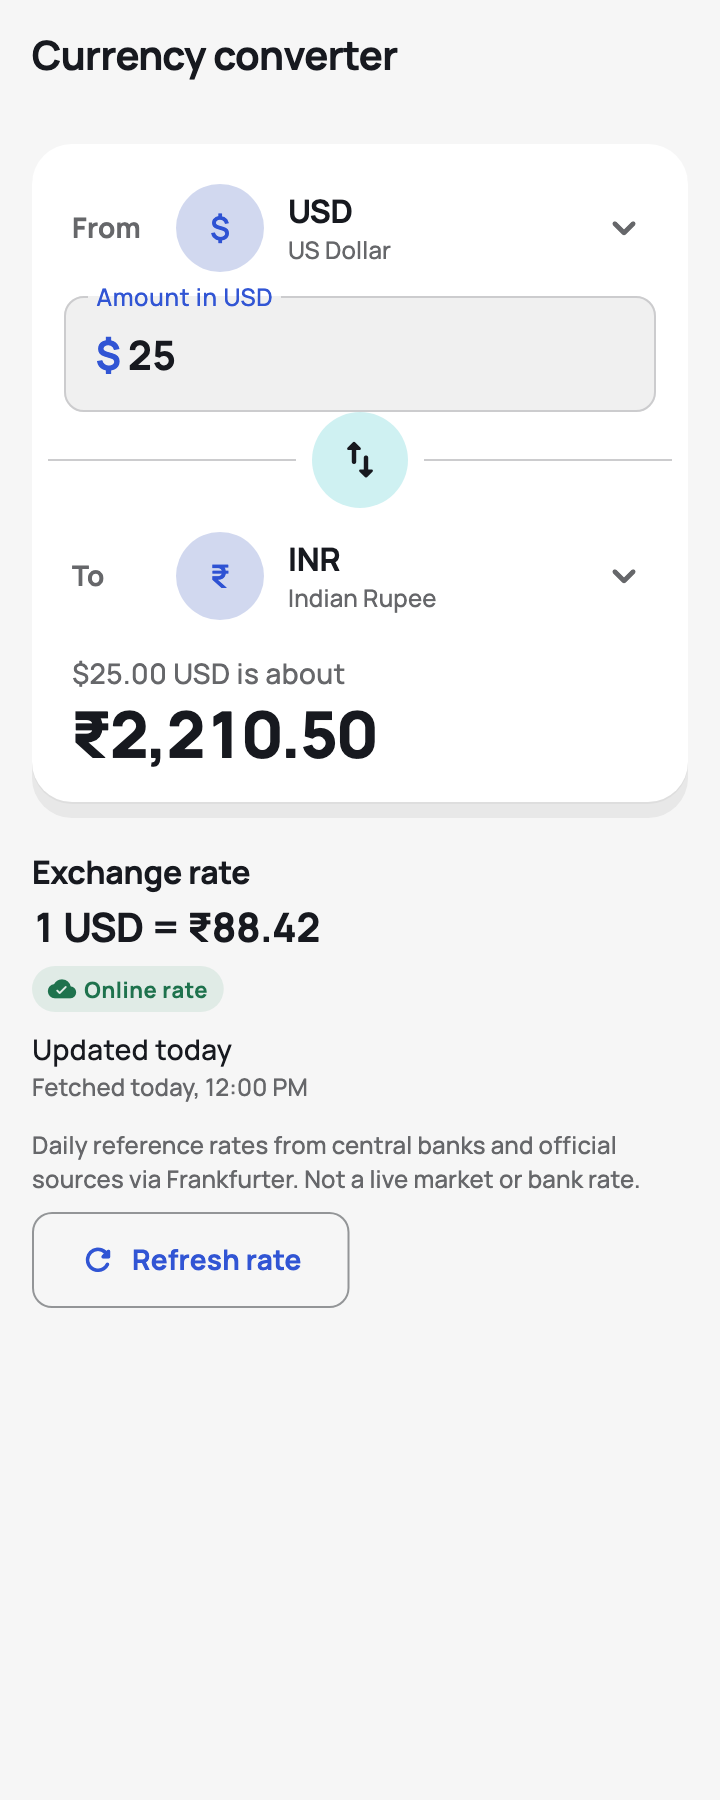 Currency converter
From
$
USD
US Dollar
Amount in USD
$ 25
To
₹
INR
Indian Rupee
$25.00 USD is about
₹2,210.50
Exchange rate
1 USD = ₹88.42
Online rate
Updated today
Fetched today, 12:00 PM
Daily reference rates from central banks and official
sources via Frankfurter. Not a live market or bank rate.
Refresh rate